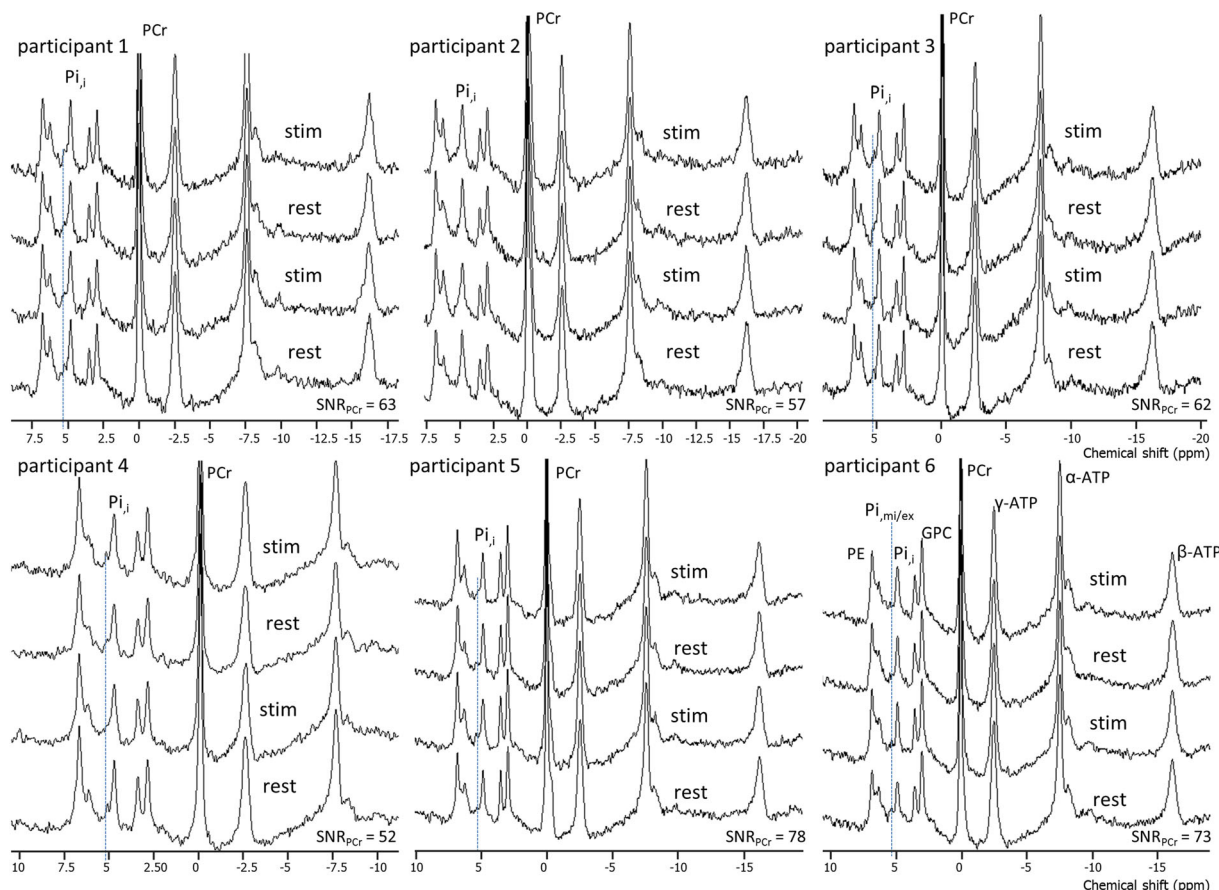 participant 1
PCr
Pi,i
stim
rest
stim
rest
SNRPCr = 63
7.5 5 2.5 0 -2.5 -5 -7.5 -10 -12.5 -15 -17.5
participant 2
PCr
Pi,i
stim
rest
stim
rest
SNRPCr = 57
7.5 5 2.5 0 -2.5 -5 -7.5 -10 -12.5 -15 -17.5 -20
participant 3
PCr
Pi,i
stim
rest
stim
rest
SNRPCr = 62
5 0 -5 -10 -15 -20
Chemical shift (ppm)
participant 4
PCr
Pi,i
stim
rest
stim
rest
SNRPCr = 52
10 7.5 5 2.50 0 -2.5 -5 -7.5 -10
participant 5
PCr
Pi,i
stim
rest
stim
rest
SNRPCr = 78
10 5 0 -5 -10 -15
participant 6
PCr
α-ATP
γ-ATP
Pi,mi/ex
GPC
PE
Pi,i
β-ATP
stim
rest
stim
rest
SNRPCr = 73
10 5 0 -5 -10 -15
Chemical shift (ppm)